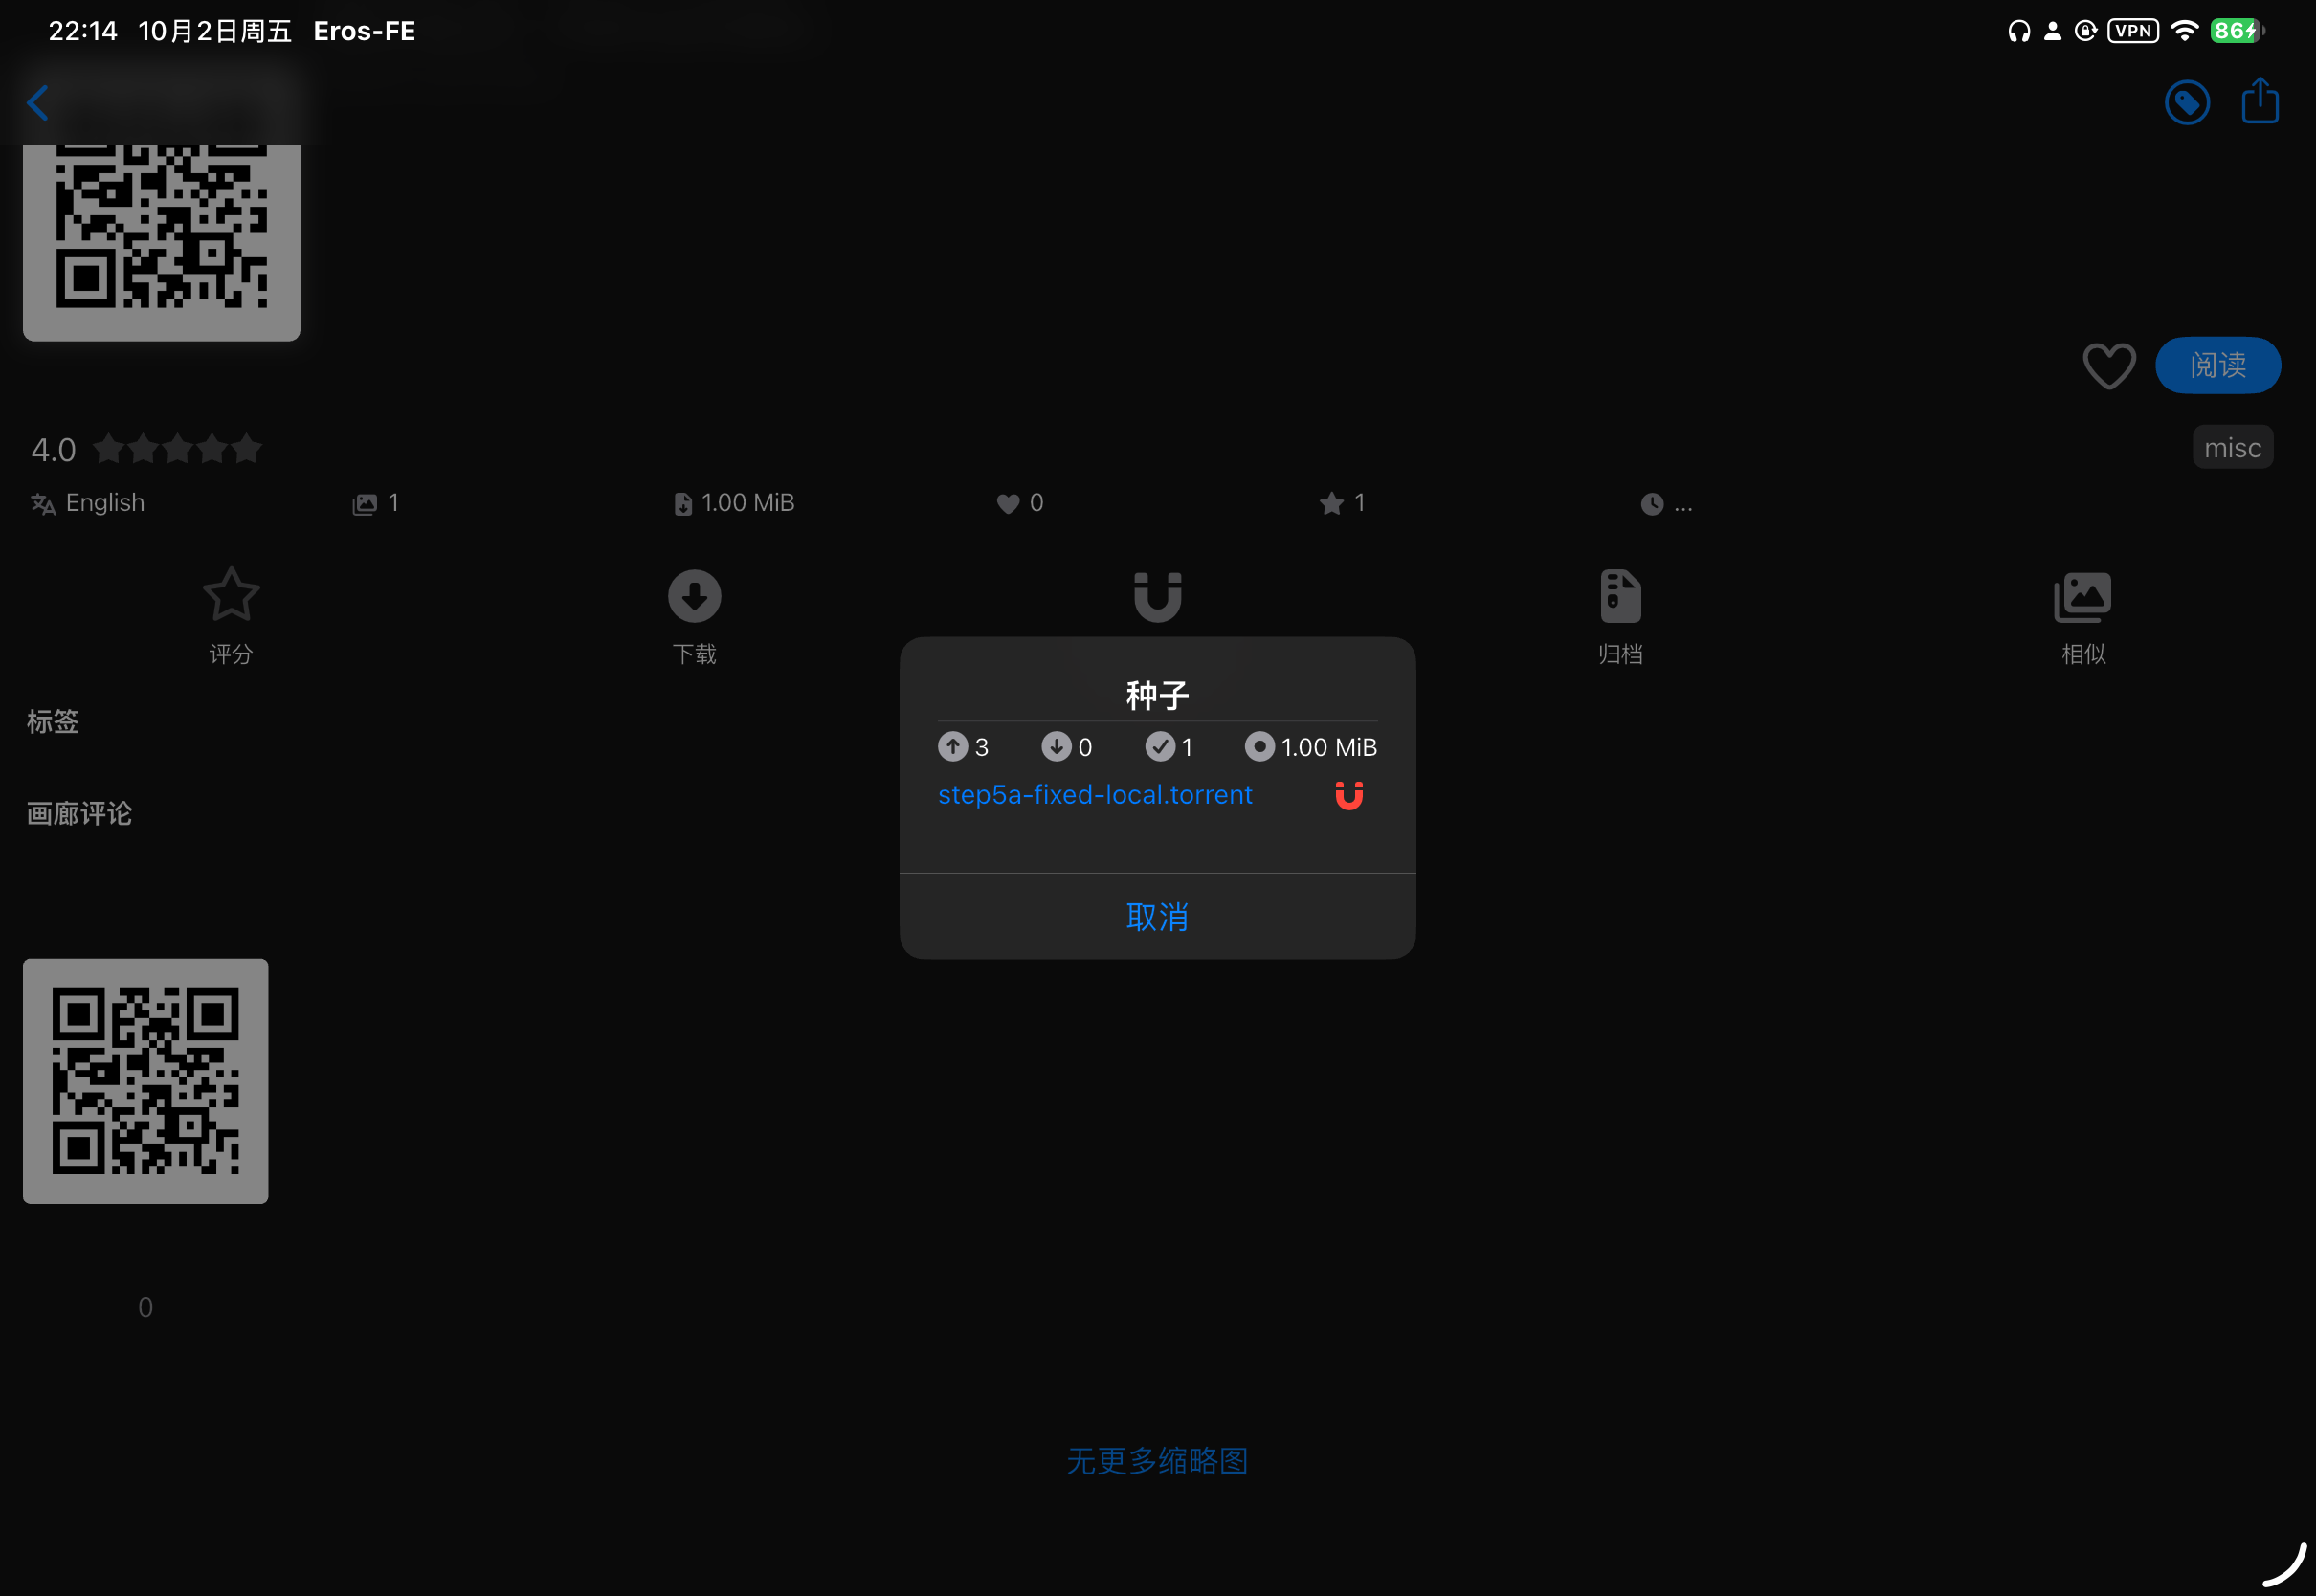 22:14 10月2日周五 Eros-FE VPN 86
阅读
4.0 misc
English 1 1.00 MiB 0 1 ...
评分 下载 归档 相似
种子
3 0 1 1.00 MiB
step5a-fixed-local.torrent
取消
标签
画廊评论
0
无更多缩略图